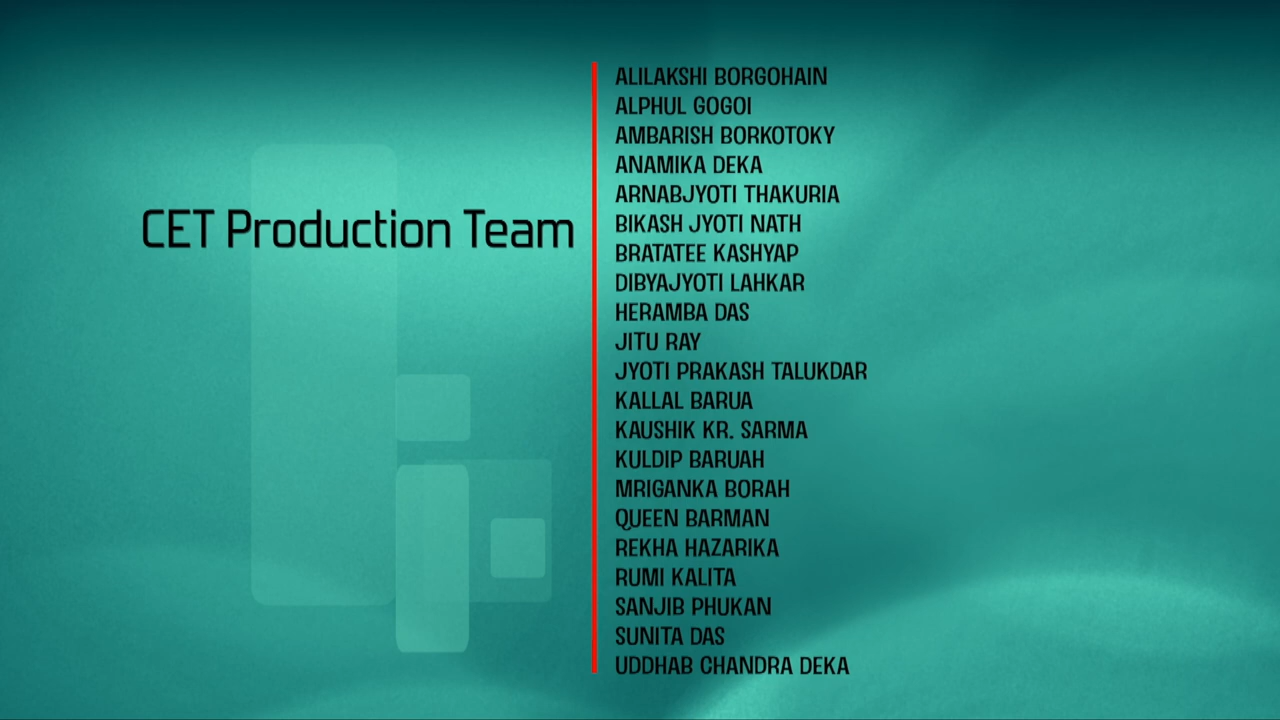 CET Production Team
ALILAKSHI BORGOHAIN
ALPHUL GOGOI
AMBARISH BORKOTOKY
ANAMIKA DEKA
ARNABJYOTI THAKURIA
BIKASH JYOTI NATH
BRATATEE KASHYAP
DIBYAJYOTI LAHKAR
HERAMBA DAS
JITU RAY
JYOTI PRAKASH TALUKDAR
KALLAL BARUA
KAUSHIK KR. SARMA
KULDIP BARUAH
MRIGANKA BORAH
QUEEN BARMAN
REKHA HAZARIKA
RUMI KALITA
SANJIB PHUKAN
SUNITA DAS
UDDHAB CHANDRA DEKA